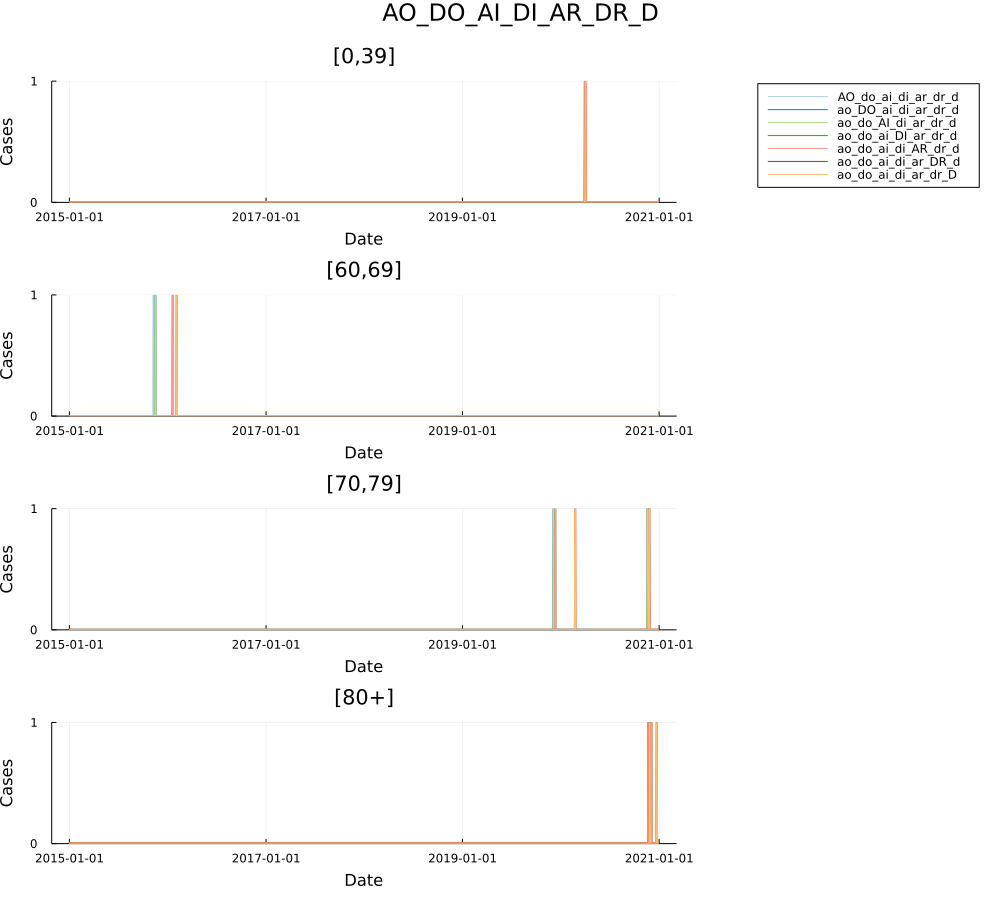 AO_DO_AI_DI_AR_DR_D
[0,39]
1
Cases
0
2015-01-01 2017-01-01 2019-01-01 2021-01-01
Date
AO_do_ai_di_ar_dr_d
ao_DO_ai_di_ar_dr_d
ao_do_AI_di_ar_dr_d
ao_do_ai_DI_ar_dr_d
ao_do_ai_di_AR_dr_d
ao_do_ai_di_ar_DR_d
ao_do_ai_di_ar_dr_D
[60,69]
1
Cases
0
2015-01-01 2017-01-01 2019-01-01 2021-01-01
Date
[70,79]
1
Cases
0
2015-01-01 2017-01-01 2019-01-01 2021-01-01
Date
[80+]
1
Cases
0
2015-01-01 2017-01-01 2019-01-01 2021-01-01
Date